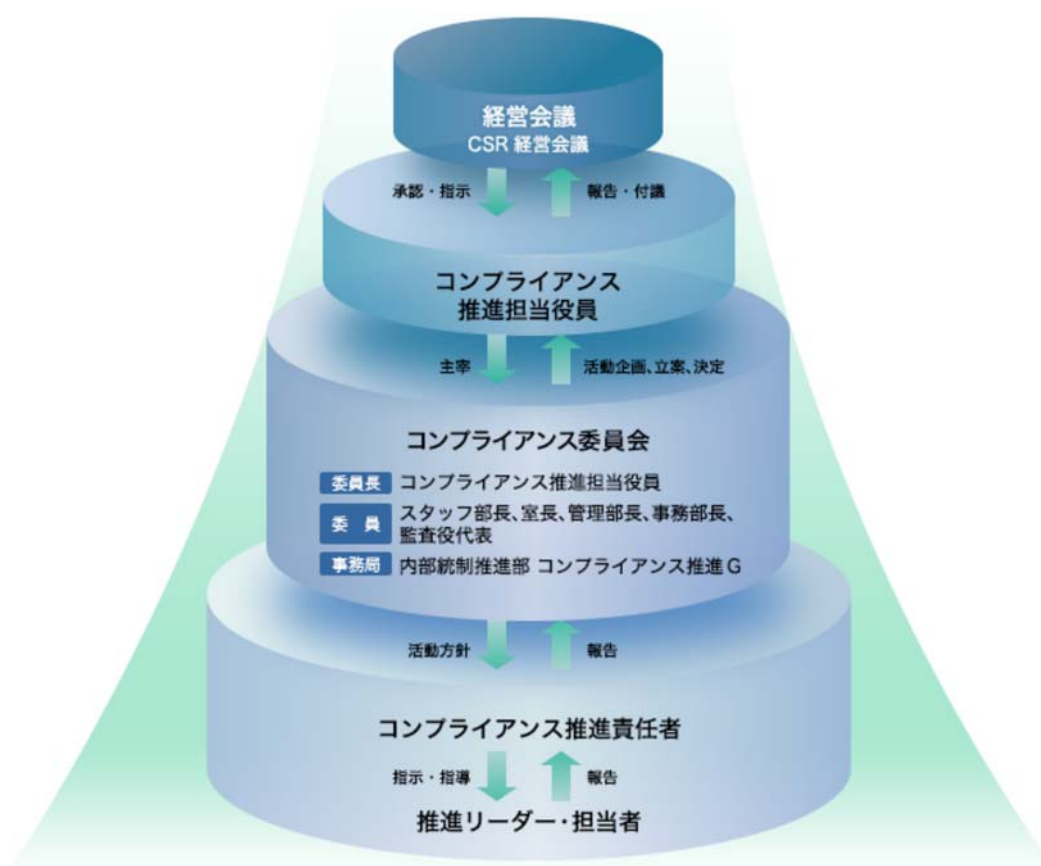 経営会議
CSR 経営会議
承認・指示
報告・付議
コンプライアンス
推進担当役員
主宰
活動企画、立案、決定
コンプライアンス委員会
委員長 コンプライアンス推進担当役員
委 員 スタッフ部長、室長、管理部長、事務部長、
監査役代表
事務局 内部統制推進部 コンプライアンス推進 G
活動方針
報告
コンプライアンス推進責任者
指示・指導
報告
推進リーダー・担当者